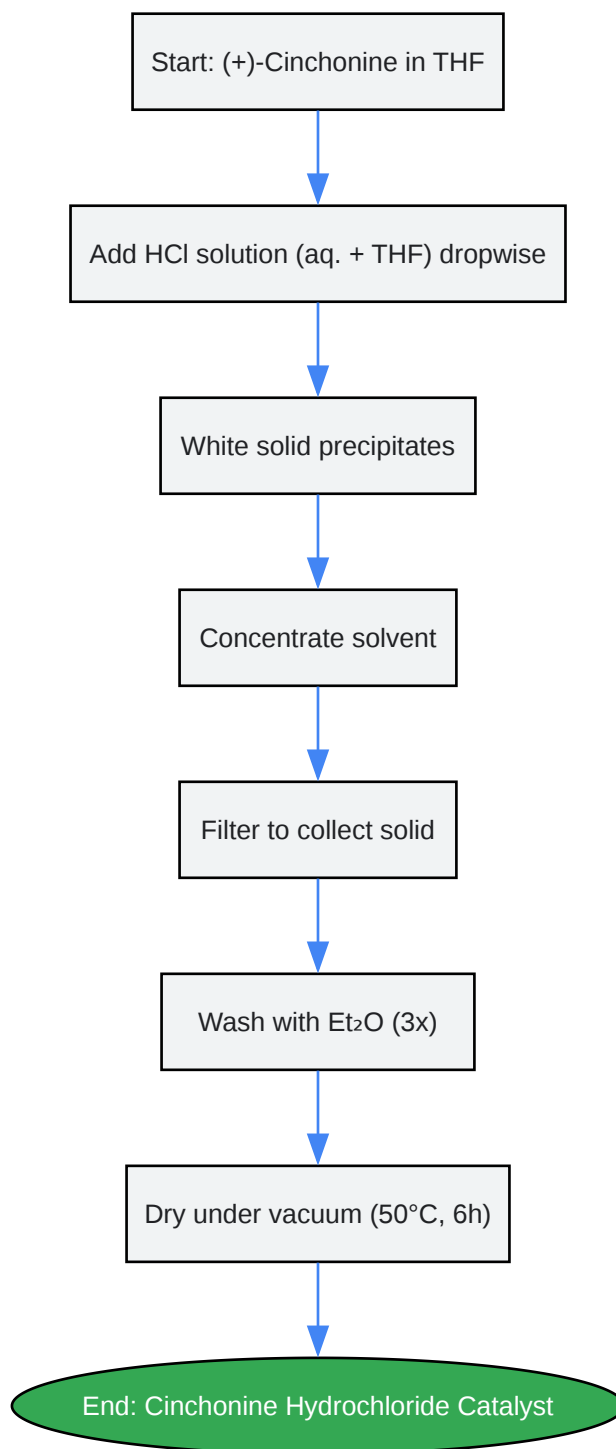 Start: (+)-Cinchonine in THF
Add HCl solution (aq. + THF) dropwise
White solid precipitates
Concentrate solvent
Filter to collect solid
Wash with Et₂O (3x)
Dry under vacuum (50°C, 6h)
End: Cinchonine Hydrochloride Catalyst